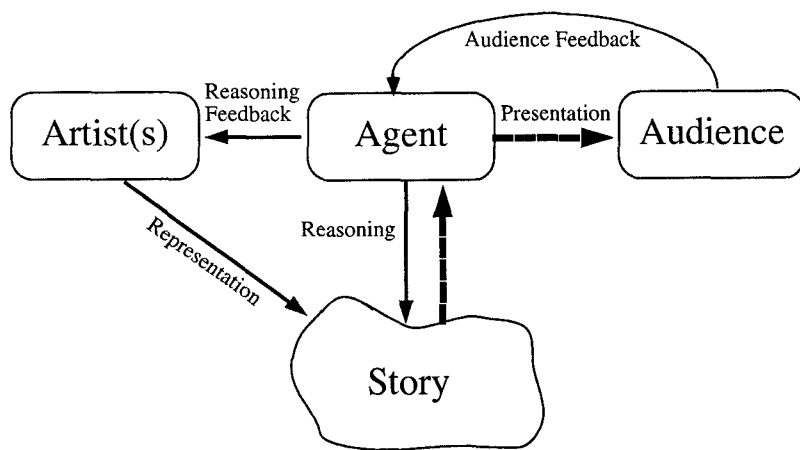 Audience Feedback
Reasoning
Feedback
Artist(s)
Agent
Presentation
Audience
Representation
Reasoning
Story